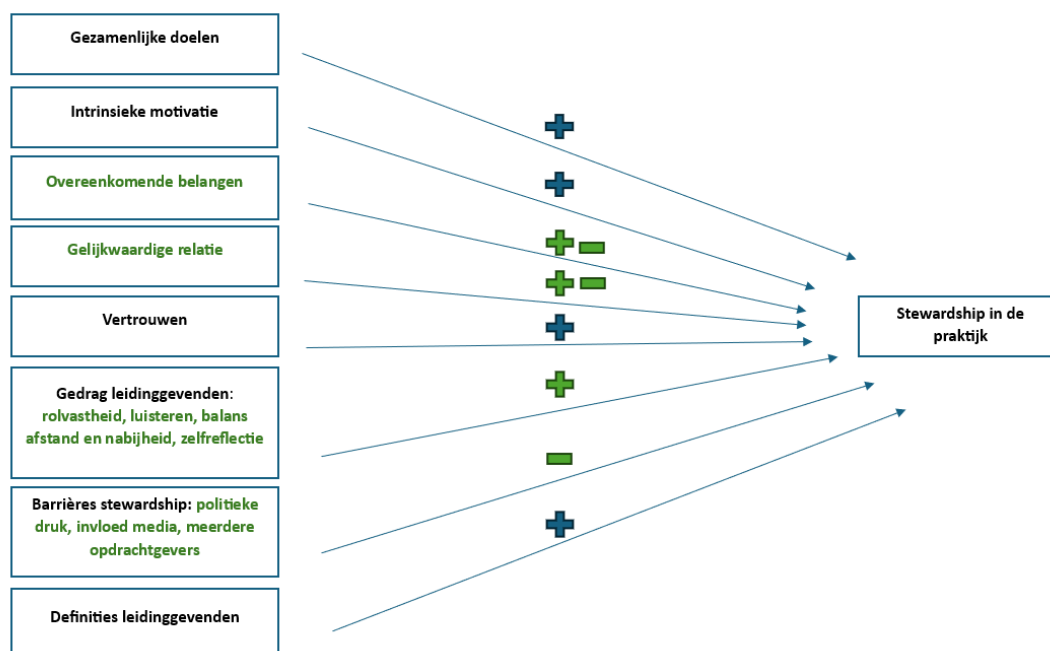 Gezamenlijke doelen
Intrinsieke motivatie
Overeenkomende belangen
Gelijkwaardige relatie
Vertrouwen
Gedrag leidinggevenden:
rolvastheid, luisteren, balans
afstand en nabijheid, zelfreflectie
Barrières stewardship: politieke
druk, invloed media, meerdere
opdrachtgevers
Definities leidinggevenden
Stewardship in de
praktijk